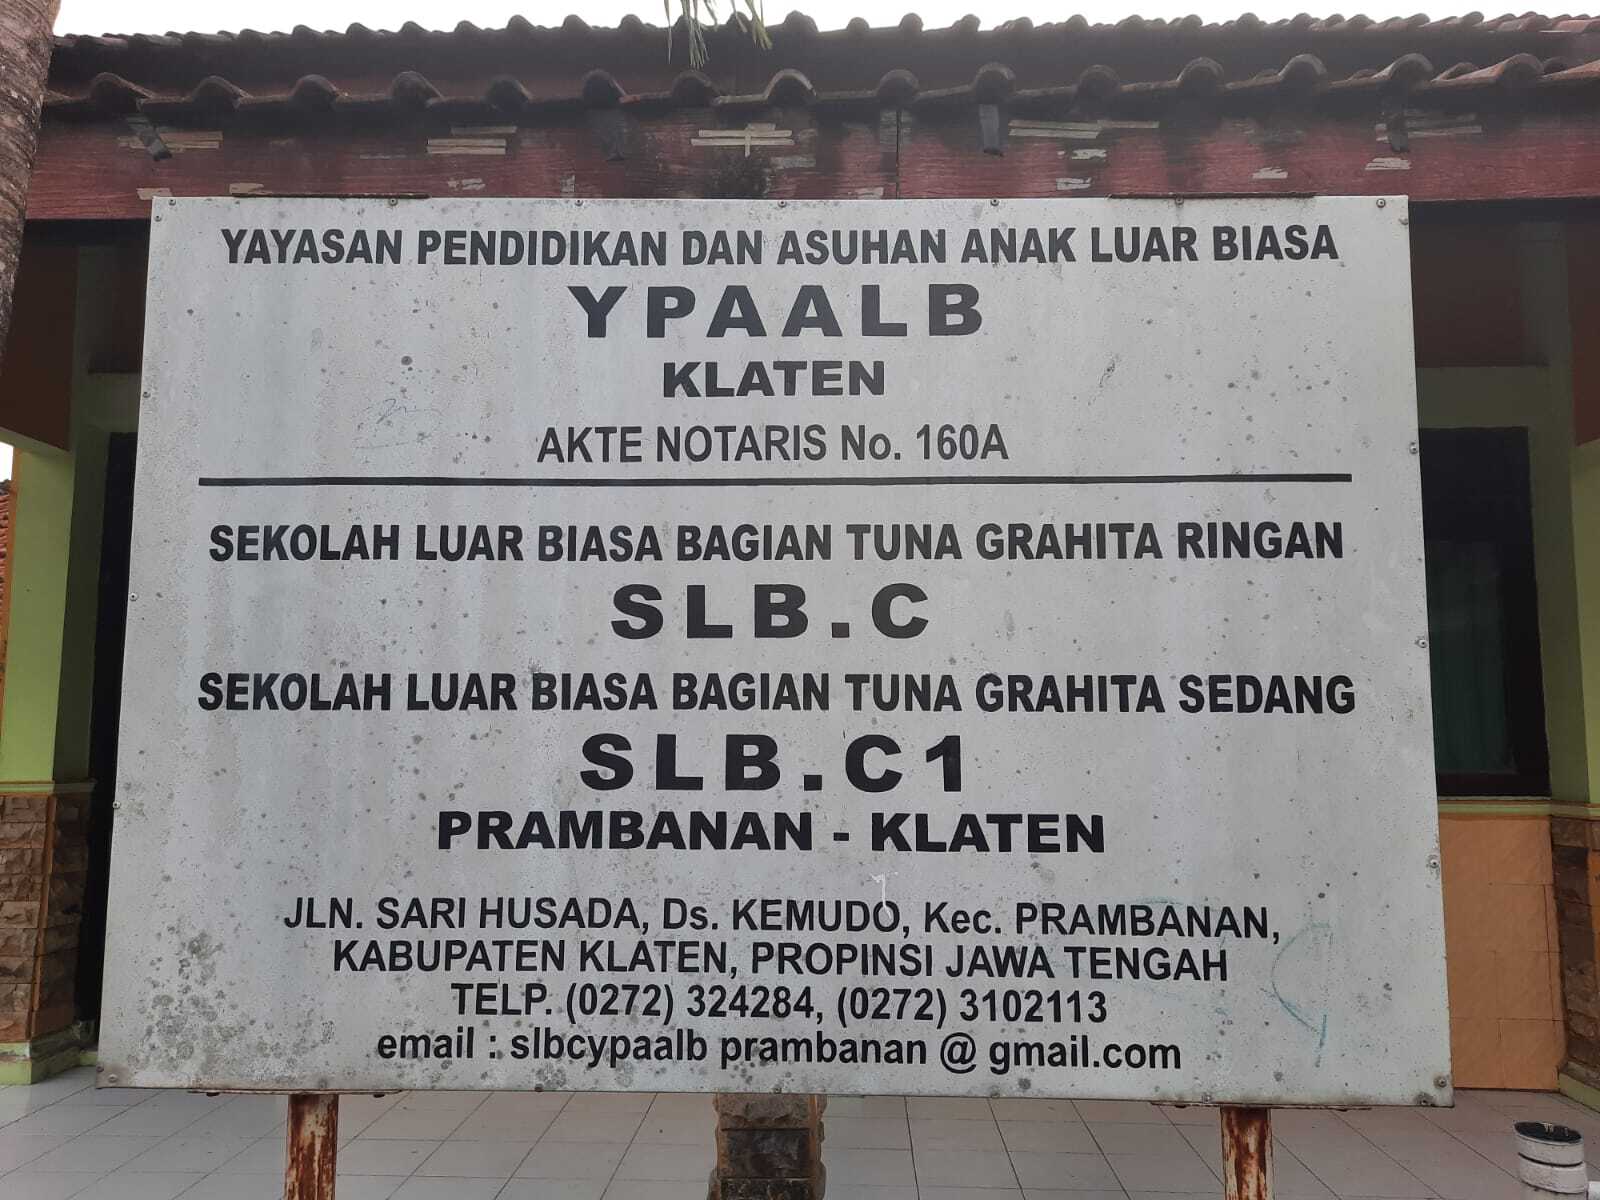 YAYASAN PENDIDIKAN DAN ASUHAN ANAK LUAR BIASA
YPAALB
KLATEN
AKTE NOTARIS No. 160A
SEKOLAH LUAR BIASA BAGIAN TUNA GRAHITA RINGAN
SLB.C
SEKOLAH LUAR BIASA BAGIAN TUNA GRAHITA SEDANG
SLB.C1
PRAMBANAN - KLATEN
JLN. SARI HUSADA, Ds. KEMUDO, Kec. PRAMBANAN,
KABUPATEN KLATEN, PROPINSI JAWA TENGAH
TELP. (0272) 324284, (0272) 3102113
email : slbcypaalb prambanan @ gmail.com